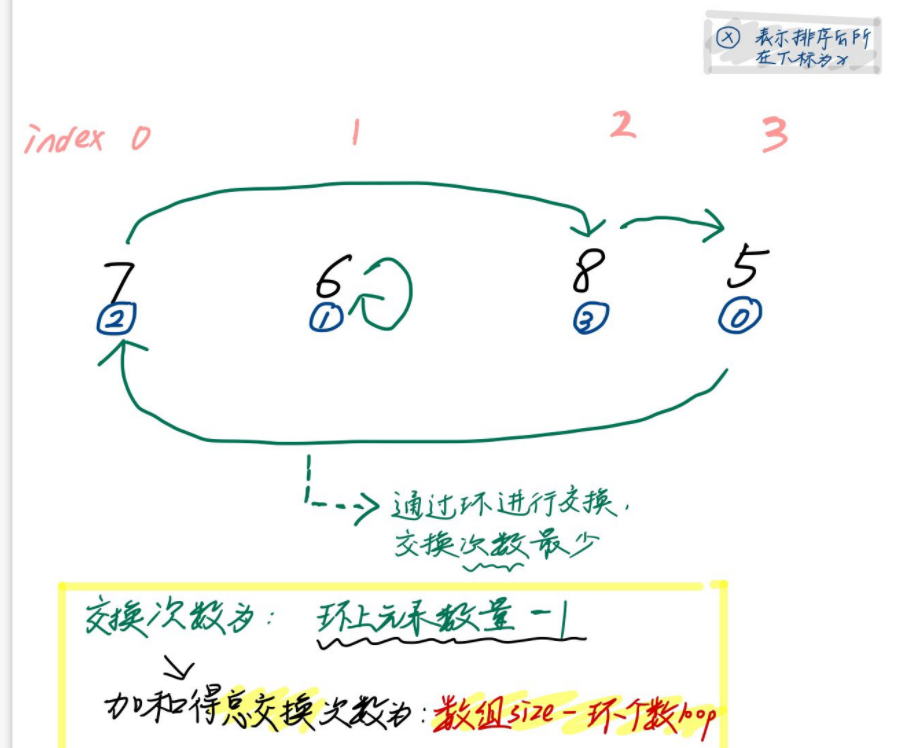 ⓧ 表示排序后所
在下标为x
index 0 1 2 3
7 6 8 5
② ① ③ ⓪
通过环进行交换，
交换次数最少
交换次数为： 环上元素数量-1
加和得总交换次数为：数组size-环个数loop